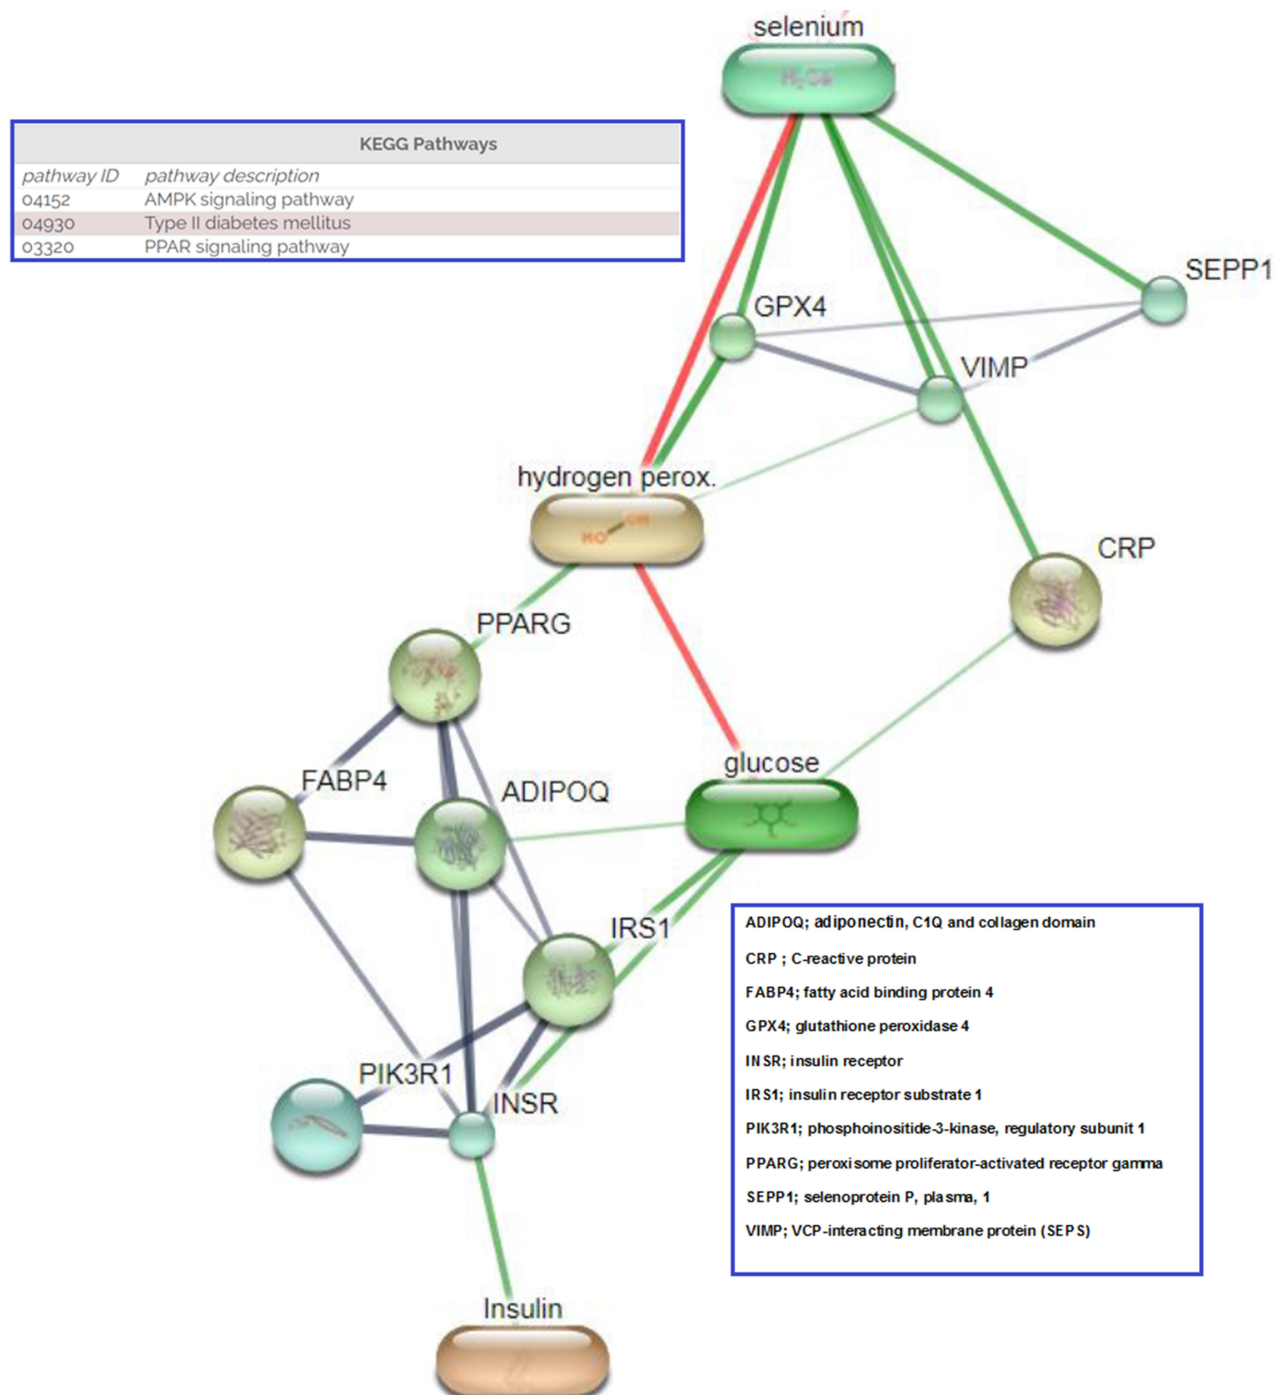 selenium
KEGG Pathways
pathway ID pathway description
04152 AMPK signaling pathway
04930 Type II diabetes mellitus
03320 PPAR signaling pathway
SEPP1
GPX4
VIMP
hydrogen perox.
HO OH
CRP
PPARG
glucose
FABP4
ADIPOQ
IRS1
ADIPOQ; adiponectin, C1Q and collagen domain
CRP ; C-reactive protein
FABP4; fatty acid binding protein 4
GPX4; glutathione peroxidase 4
INSR; insulin receptor
IRS1; insulin receptor substrate 1
PIK3R1; phosphoinositide-3-kinase, regulatory subunit 1
PPARG; peroxisome proliferator-activated receptor gamma
SEPP1; selenoprotein P, plasma, 1
VIMP; VCP-interacting membrane protein (SEPS)
PIK3R1
INSR
Insulin